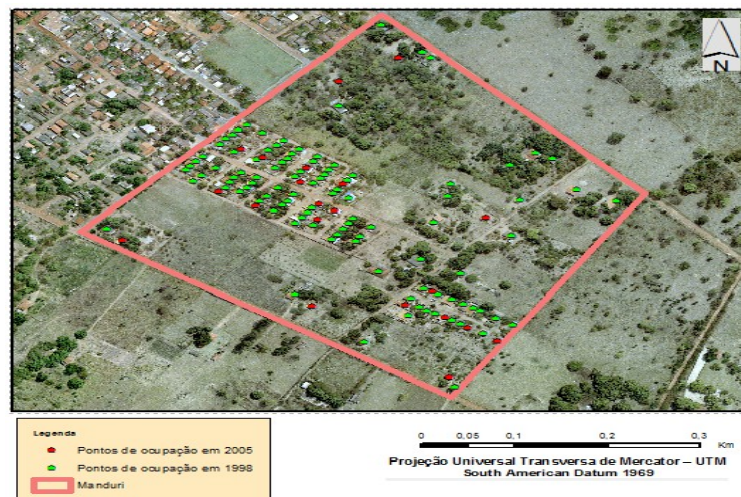 N
Legenda
Pontos de ocupação em 2005
Pontos de ocupação em 1998
Manduri
0 0,05 0,1 0,2 0,3
Km
Projeção Universal Transversa de Mercator – UTM
South American Datum 1969